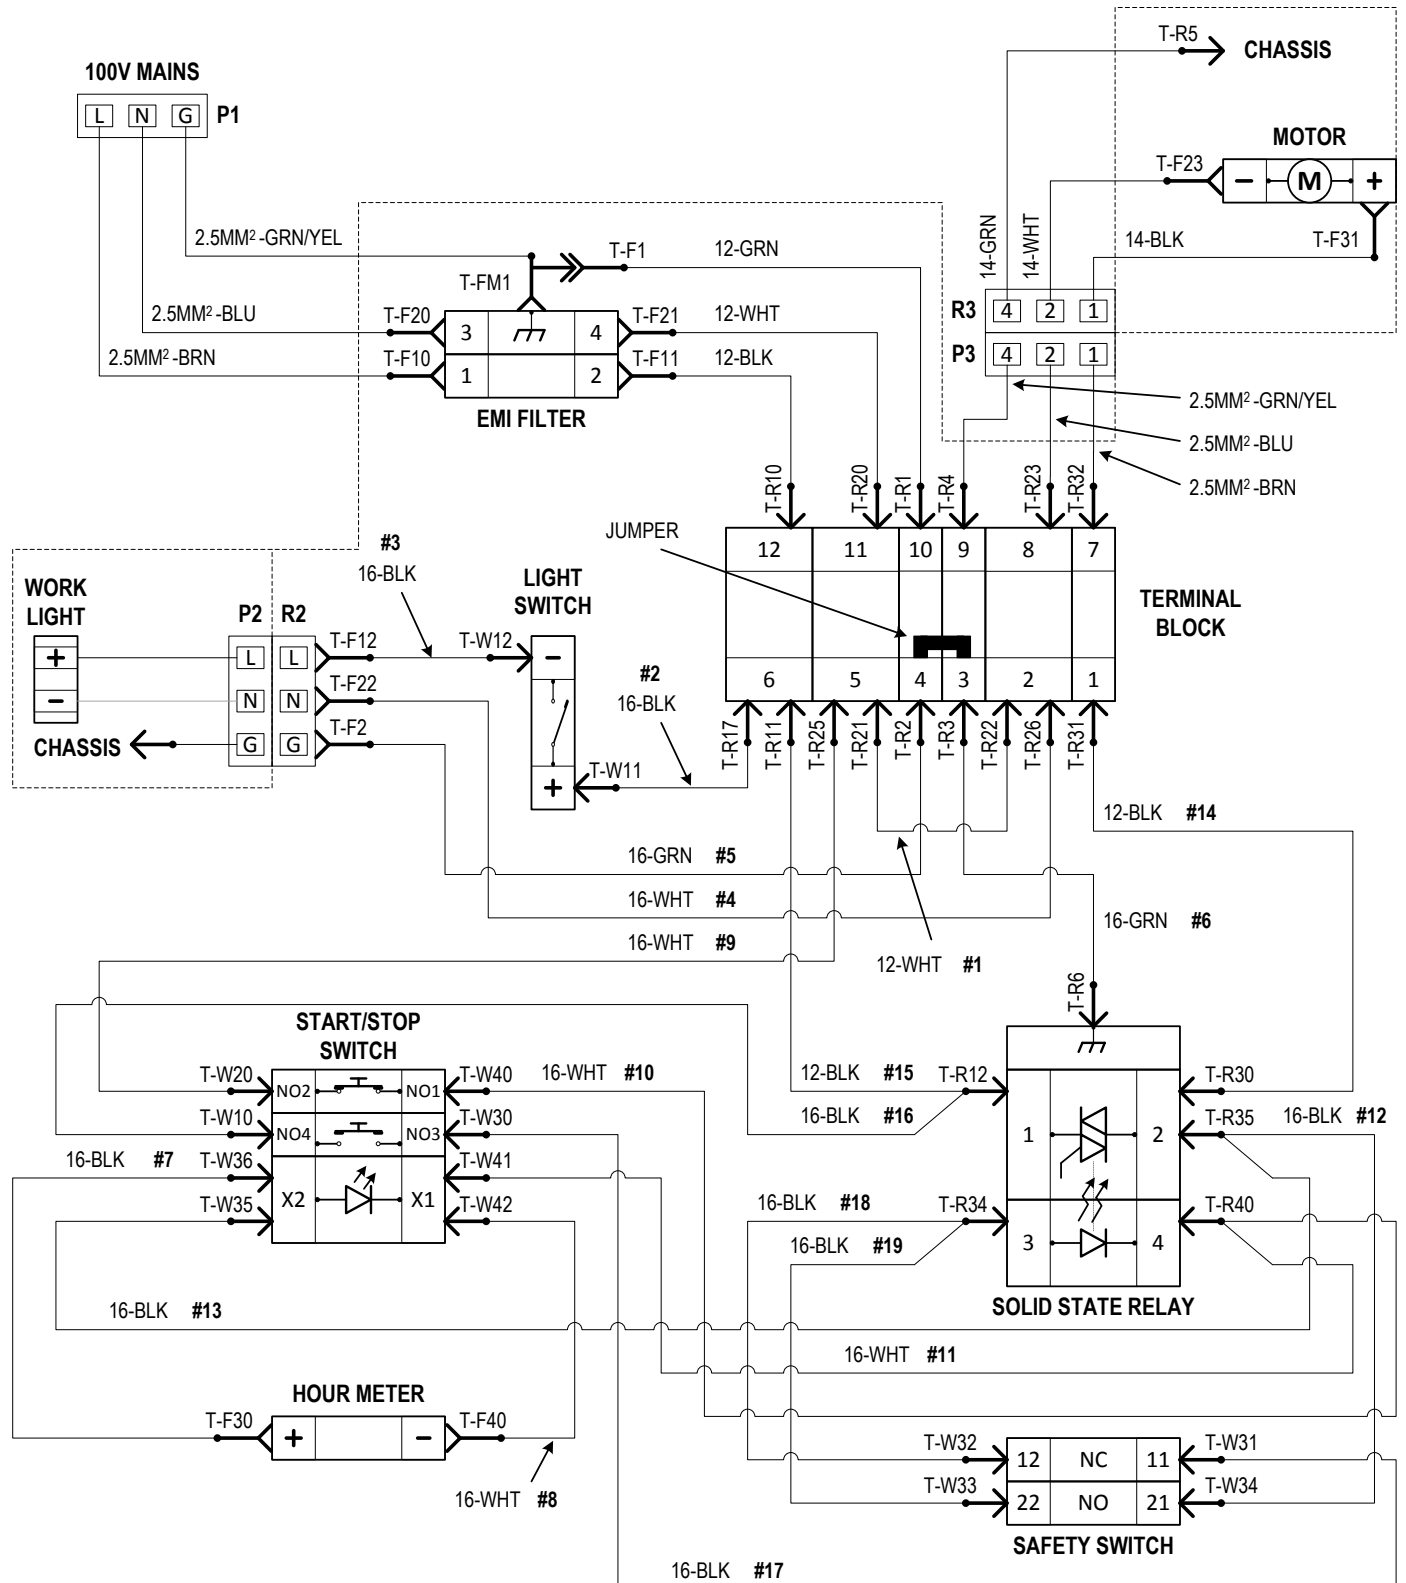 T-R5
CHASSIS
100V MAINS
L N G P1
MOTOR
T-F23
− M +
14-GRN
14-WHT
14-BLK
T-F31
2.5MM²-GRN/YEL
T-F1
12-GRN
T-FM1
2.5MM²-BLU
T-F20
3 4
T-F21
12-WHT
R3 4 2 1
2.5MM²-BRN
T-F10
1 2
T-F11
12-BLK
P3 4 2 1
EMI FILTER
2.5MM²-GRN/YEL
2.5MM²-BLU
2.5MM²-BRN
T-R10
T-R20
T-R1
T-R4
T-R23
T-R32
JUMPER
12 11 10 9 8 7
#3
16-BLK
LIGHT
SWITCH
TERMINAL
BLOCK
WORK
LIGHT
P2 R2
T-F12
T-W12
+ L L −
#2
16-BLK
6 5 4 3 2 1
T-F22
− N N
T-F2
CHASSIS
G G
T-R17
T-R11
T-R25
T-R21
T-R2
T-R3
T-R22
T-R26
T-R31
T-W11
+
12-BLK #14
16-GRN #5
16-WHT #4
16-GRN #6
16-WHT #9
12-WHT #1
T-R6
START/STOP
SWITCH
T-W20
NO2 NO1
T-W40
16-WHT #10
12-BLK #15
T-R12
T-R30
T-W10
NO4 NO3
T-W30
16-BLK #16
1 2
T-R35
16-BLK #12
16-BLK #7
T-W36
T-W41
X2 X1
T-W35
T-W42
16-BLK #18
T-R34
T-R40
16-BLK #19
3 4
16-BLK #13
SOLID STATE RELAY
16-WHT #11
HOUR METER
T-F30
+ −
T-F40
T-W32
12 NC 11
T-W31
16-WHT #8
T-W33
22 NO 21
T-W34
SAFETY SWITCH
16-BLK #17